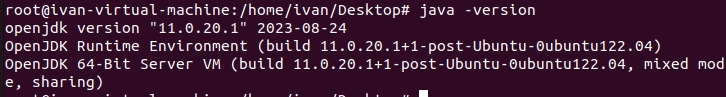 root@ivan-virtual-machine:/home/ivan/Desktop# java -version
openjdk version "11.0.20.1" 2023-08-24
OpenJDK Runtime Environment (build 11.0.20.1+1-post-Ubuntu-0ubuntu122.04)
OpenJDK 64-Bit Server VM (build 11.0.20.1+1-post-Ubuntu-0ubuntu122.04, mixed mod
e, sharing)